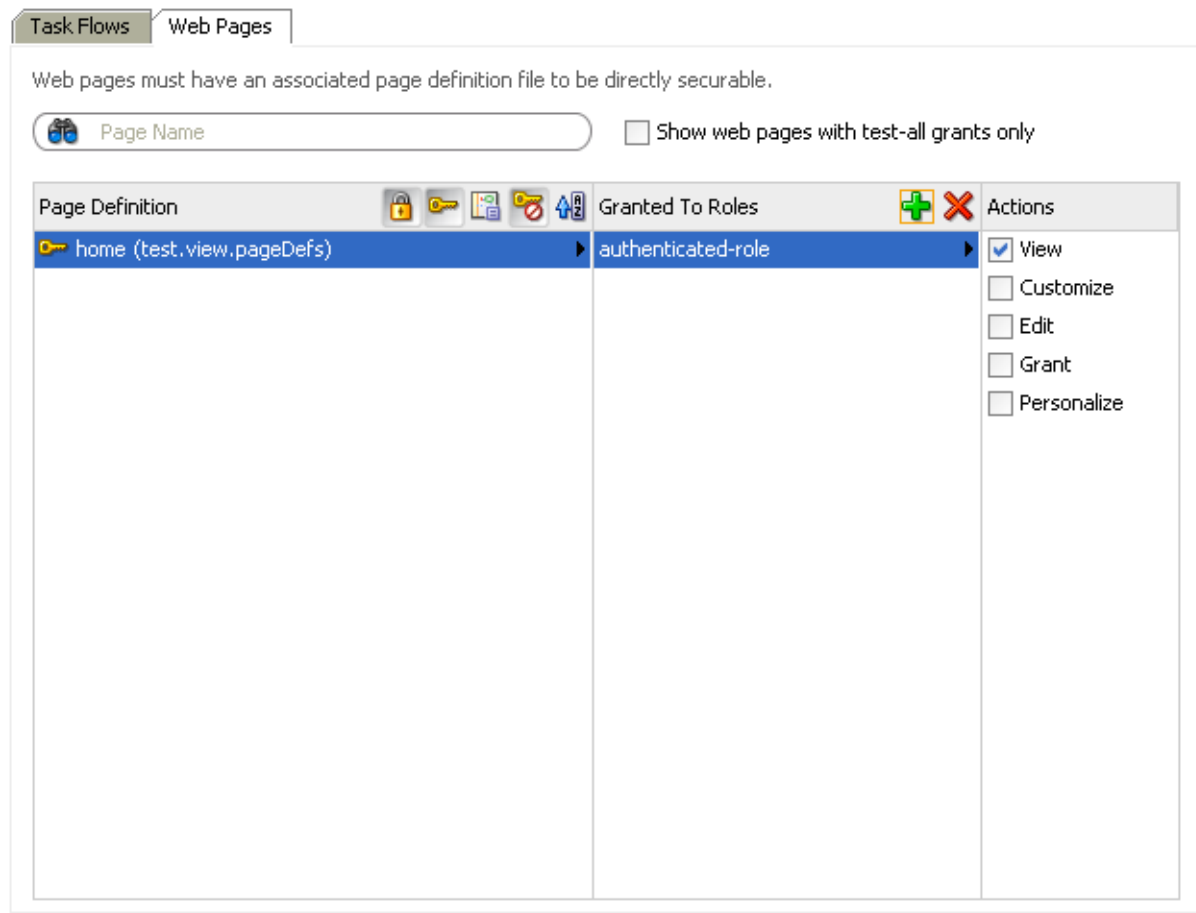 Task Flows Web Pages
Web pages must have an associated page definition file to be directly securable.
Page Name Show web pages with test-all grants only
Page Definition Granted To Roles Actions
home (test.view.pageDefs) authenticated-role View
Customize
Edit
Grant
Personalize